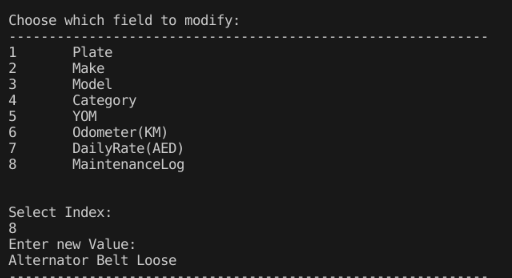 Choose which field to modify:
------------------------------------------------------------
1       Plate
2       Make
3       Model
4       Category
5       YOM
6       Odometer(KM)
7       DailyRate(AED)
8       MaintenanceLog
Select Index:
8
Enter new Value:
Alternator Belt Loose
------------------------------------------------------------